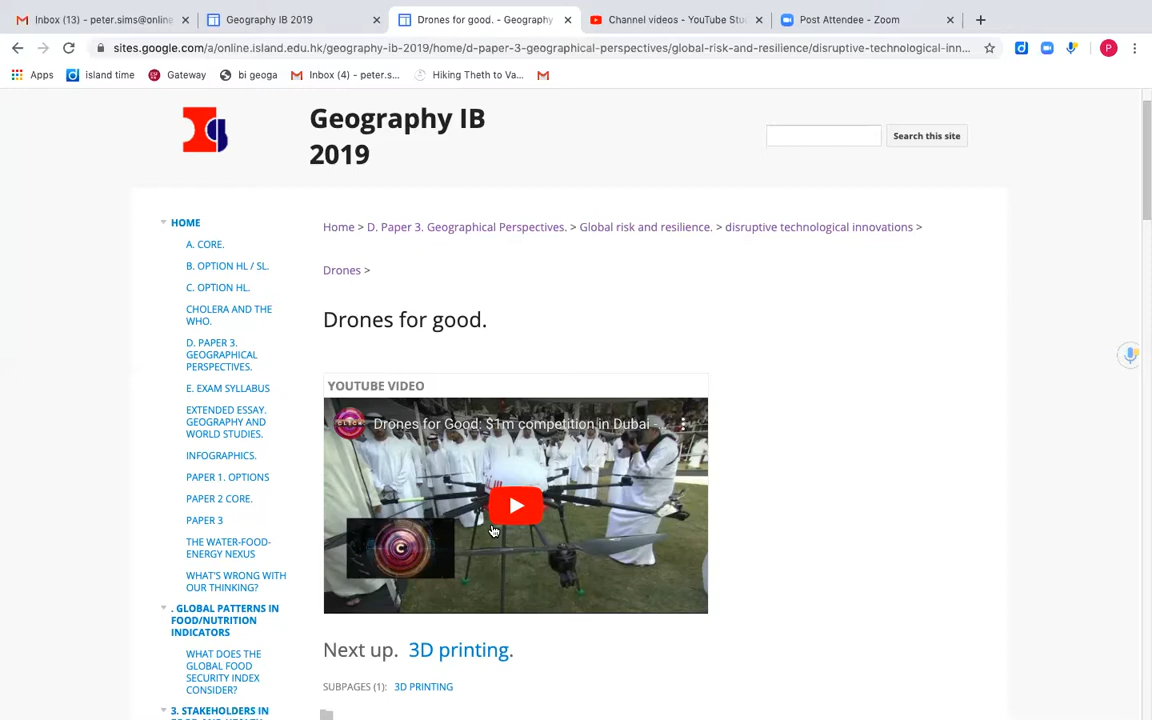 Inbox (13) - peter.sims@online
Geography IB 2019
Drones for good. - Geography
Channel videos - YouTube Stu
Post Attendee - Zoom
sites.google.com/a/online.island.edu.hk/geography-ib-2019/home/d-paper-3-geographical-perspectives/global-risk-and-resilience/disruptive-technological-inn...
P
Apps
island time
Gateway
bi geoga
Inbox (4) - peter.s...
Hiking Theth to Va...
Geography IB
2019
Search this site
HOME
A. CORE.
B. OPTION HL / SL.
C. OPTION HL.
CHOLERA AND THE
WHO.
D. PAPER 3.
GEOGRAPHICAL
PERSPECTIVES.
E. EXAM SYLLABUS
EXTENDED ESSAY.
GEOGRAPHY AND
WORLD STUDIES.
INFOGRAPHICS.
PAPER 1. OPTIONS
PAPER 2 CORE.
PAPER 3
THE WATER-FOOD-
ENERGY NEXUS
WHAT'S WRONG WITH
OUR THINKING?
. GLOBAL PATTERNS IN
FOOD/NUTRITION
INDICATORS
WHAT DOES THE
GLOBAL FOOD
SECURITY INDEX
CONSIDER?
3. STAKEHOLDERS IN
Home > D. Paper 3. Geographical Perspectives. > Global risk and resilience. > disruptive technological innovations >
Drones >
Drones for good.
YOUTUBE VIDEO
CLICK
Drones for Good: $1m competition in Dubai -
C
Next up. 3D printing.
SUBPAGES (1): 3D PRINTING